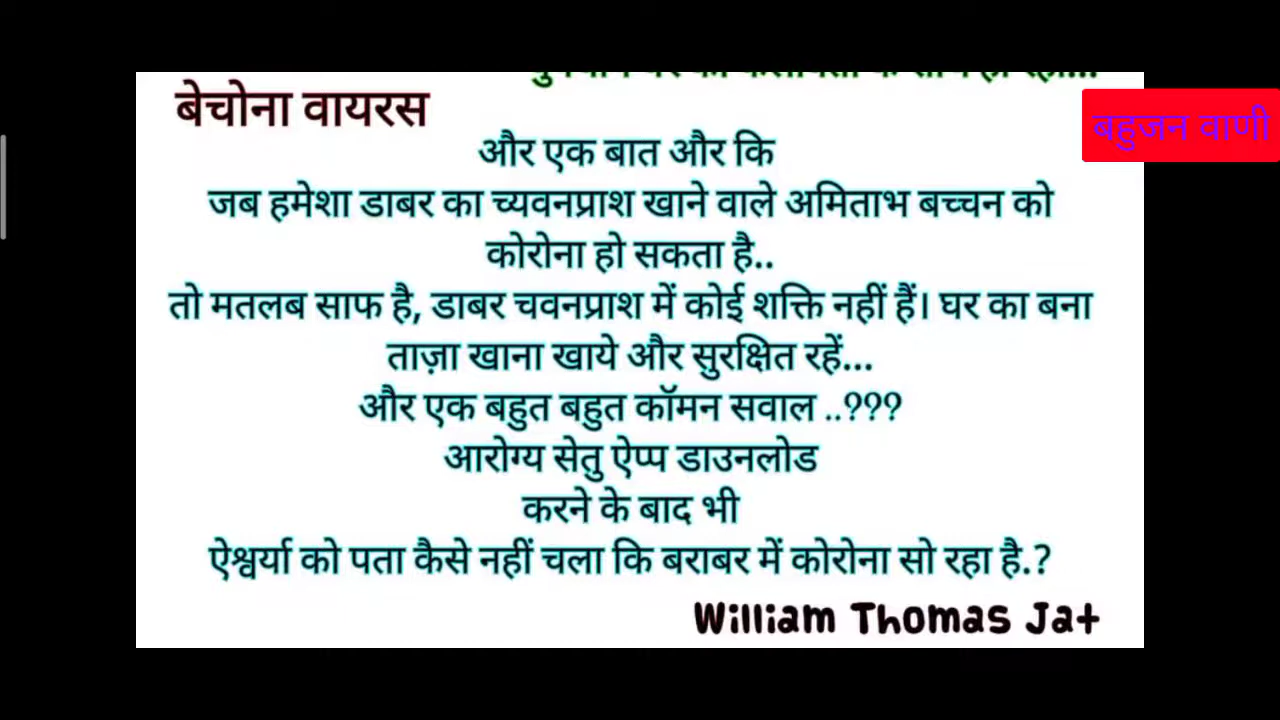 बेचोना वायरस
बहुजन वाणी
और एक बात और कि
जब हमेशा डाबर का च्यवनप्राश खाने वाले अमिताभ बच्चन को
कोरोना हो सकता है..
तो मतलब साफ है, डाबर चवनप्राश में कोई शक्ति नहीं हैं। घर का बना
ताज़ा खाना खाये और सुरक्षित रहें...
और एक बहुत बहुत कॉमन सवाल ..???
आरोग्य सेतु ऐप्प डाउनलोड
करने के बाद भी
ऐश्वर्या को पता कैसे नहीं चला कि बराबर में कोरोना सो रहा है.?
William Thomas Jat